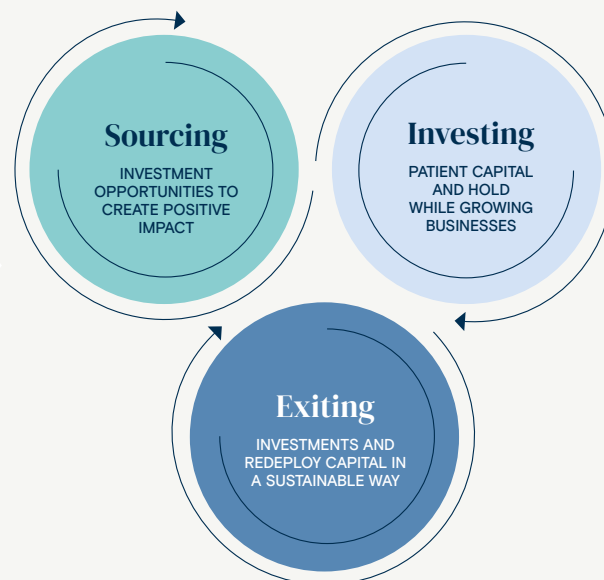 Sourcing
INVESTMENT
OPPORTUNITIES TO
CREATE POSITIVE
IMPACT
Investing
PATIENT CAPITAL
AND HOLD
WHILE GROWING
BUSINESSES
Exiting
INVESTMENTS AND
REDEPLOY CAPITAL IN
A SUSTAINABLE WAY